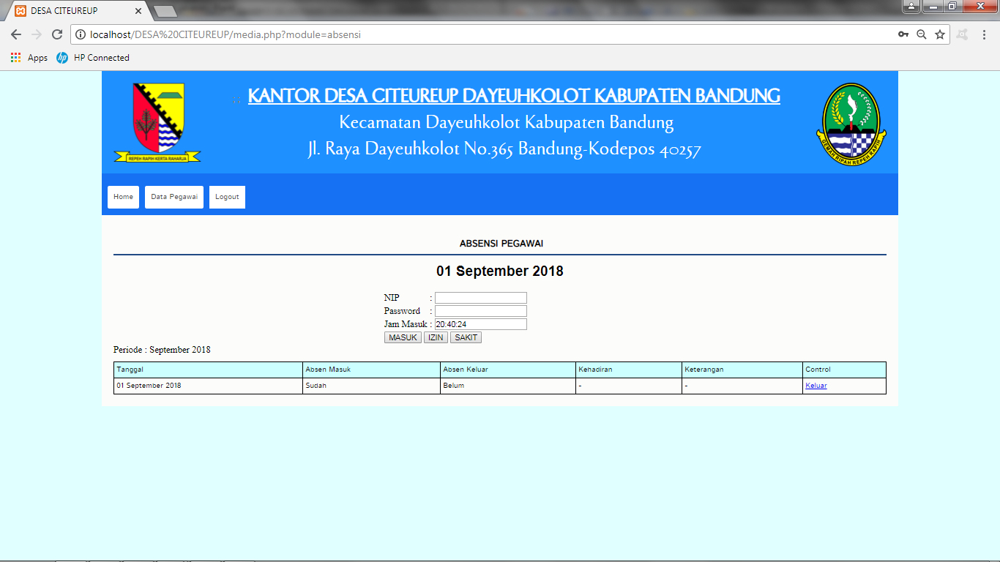 DESA CITEUREUP
localhost/DESA%20CITEUREUP/media.php?module=absensi
Apps HP Connected
KANTOR DESA CITEUREUP DAYEUHKOLOT KABUPATEN BANDUNG
Kecamatan Dayeuhkolot Kabupaten Bandung
Jl. Raya Dayeuhkolot No.365 Bandung-Kodepos 40257
REPEH RAPIH KERTA RAHARJA
GEMAH RIPAH REPEH RAPIH
Home Data Pegawai Logout
ABSENSI PEGAWAI
01 September 2018
NIP :
Password :
Jam Masuk : 20:40:24
MASUK IZIN SAKIT
Periode : September 2018
Tanggal Absen Masuk Absen Keluar Kehadiran Keterangan Control
01 September 2018 Sudah Belum - - Keluar